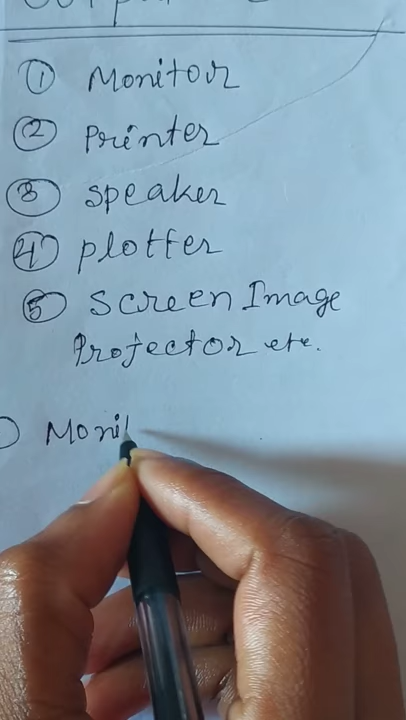 ① Monitor
② Printer
③ speaker
④ plotter
⑤ Screen Image
Projector etc.
Moni